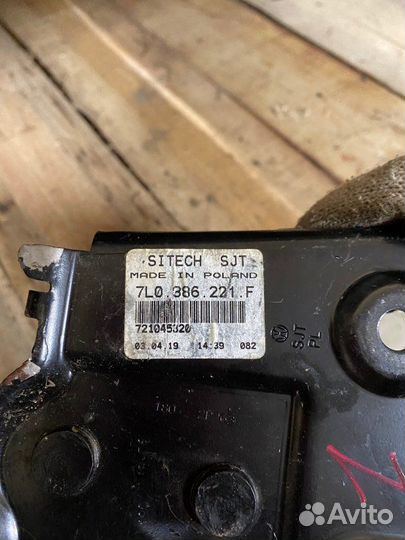 SITECH SJT
MADE IN POLAND
7L0.386.221.F
721045320
03.04.19 14:39 082
SJT
PL
Avito